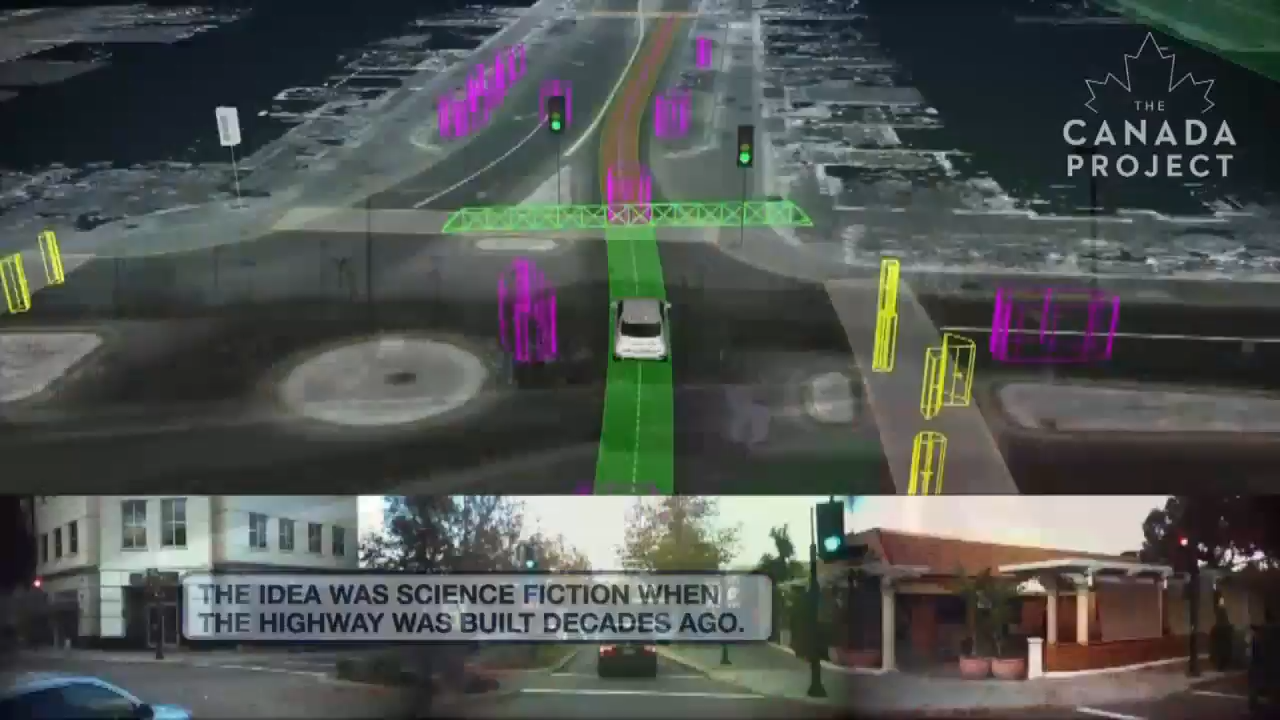 THE
CANADA
PROJECT
THE IDEA WAS SCIENCE FICTION WHEN
THE HIGHWAY WAS BUILT DECADES AGO.